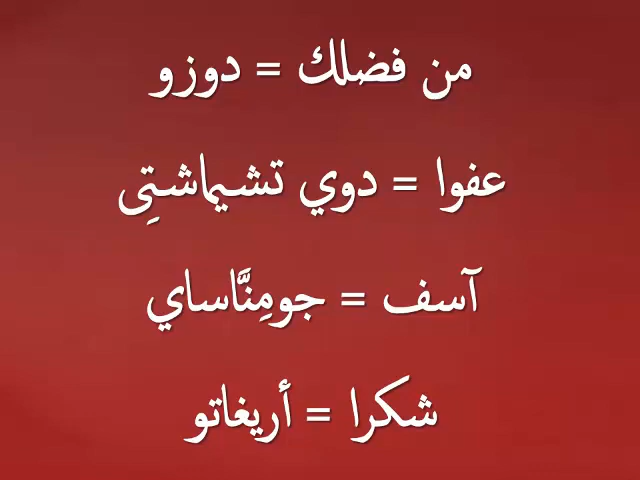 من فضلك = دوزو
عفوا = دوي تشيماشتِى
آسف = جومِنَّاساي
شكرا = أريغاتو